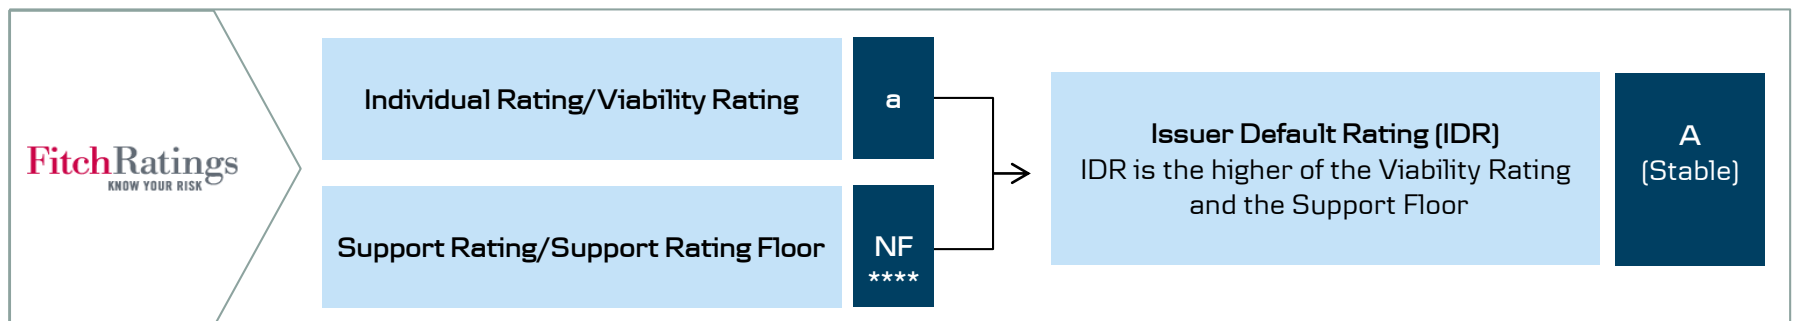 FitchRatings
KNOW YOUR RISK
Individual Rating/Viability Rating
a
Support Rating/Support Rating Floor
NF
****
Issuer Default Rating (IDR)
IDR is the higher of the Viability Rating
and the Support Floor
A
(Stable)